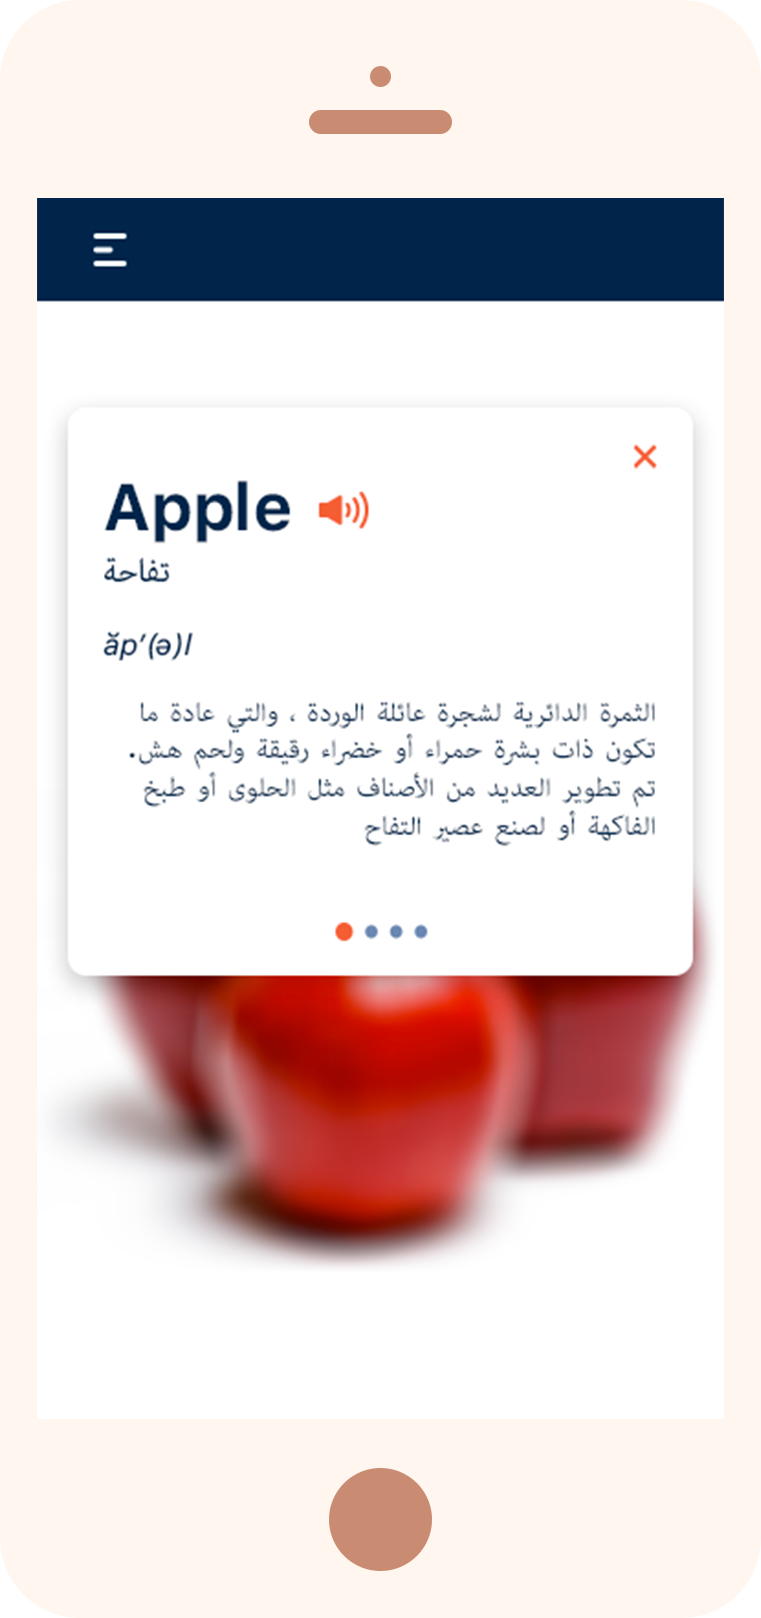 Apple
تفاحة
ăp′(ə)l
الثمرة الدائرية لشجرة عائلة الوردة ، والتي عادة ما
تكون ذات بشرة حمراء أو خضراء رقيقة ولحم هش.
تم تطوير العديد من الأصناف مثل الحلوى أو طبخ
الفاكهة أو لصنع عصير التفاح